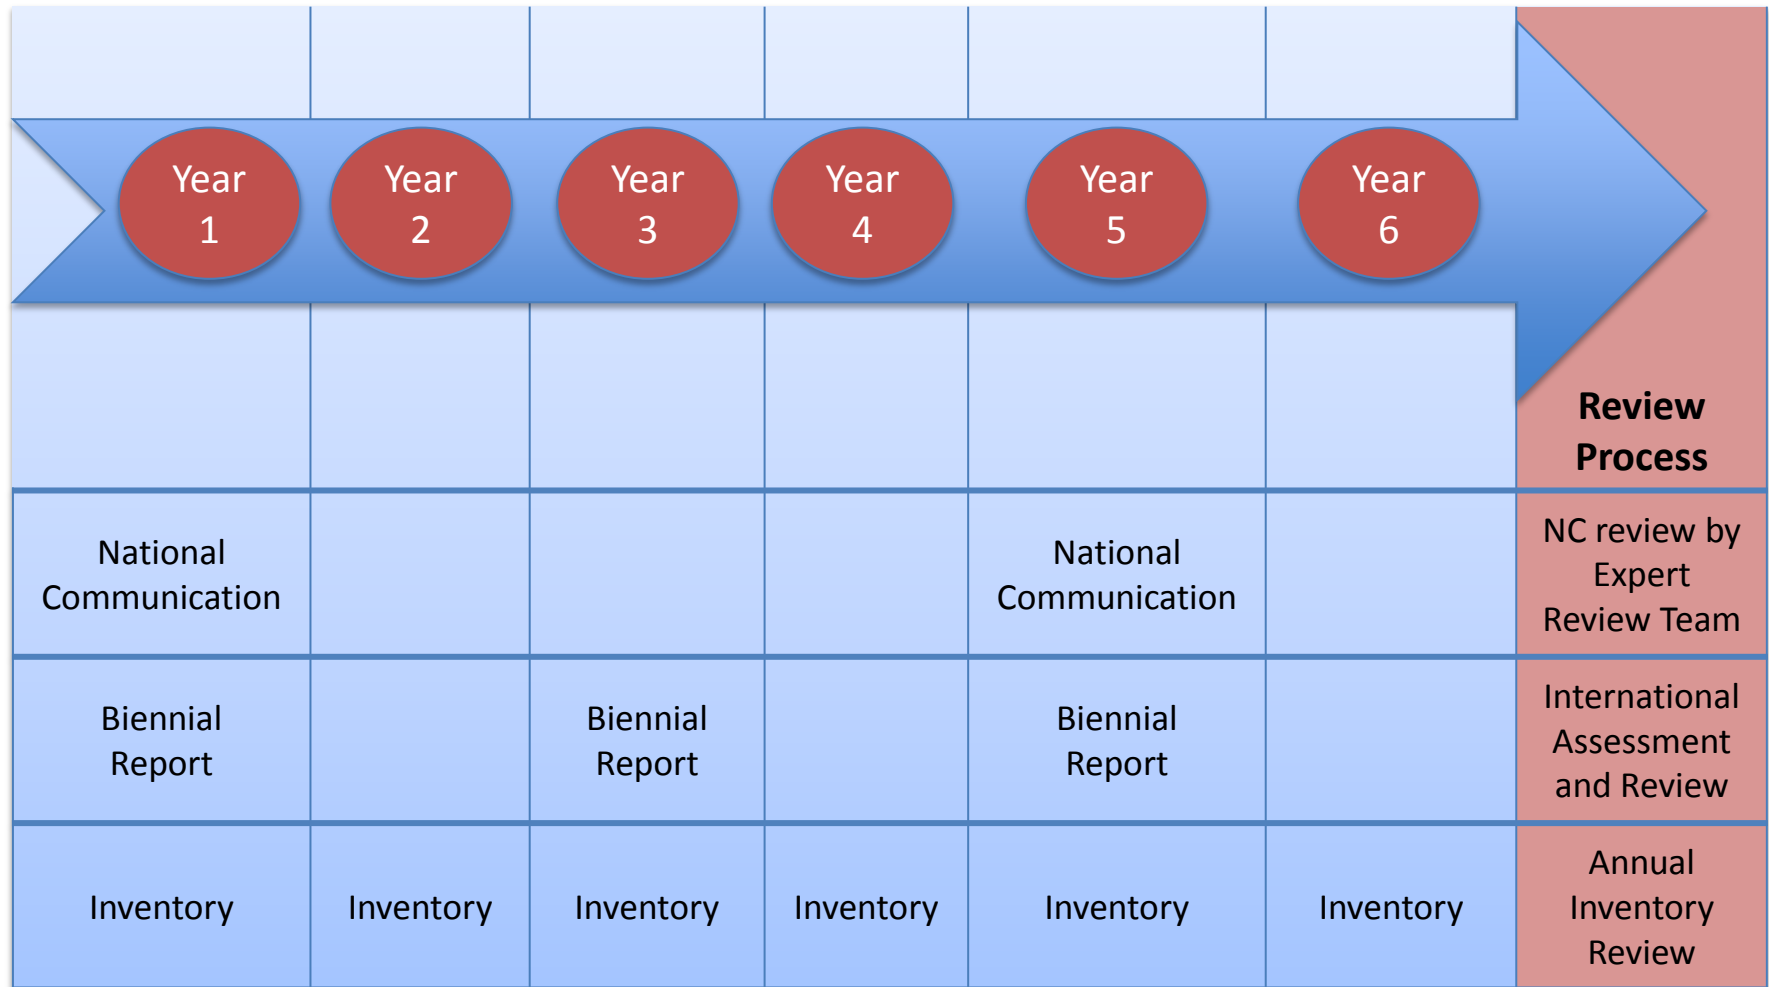 Year
1
Year
2
Year
3
Year
4
Year
5
Year
6
Review
Process
National
Communication
National
Communication
NC review by
Expert
Review Team
Biennial
Report
Biennial
Report
Biennial
Report
International
Assessment
and Review
Inventory
Inventory
Inventory
Inventory
Inventory
Inventory
Annual
Inventory
Review